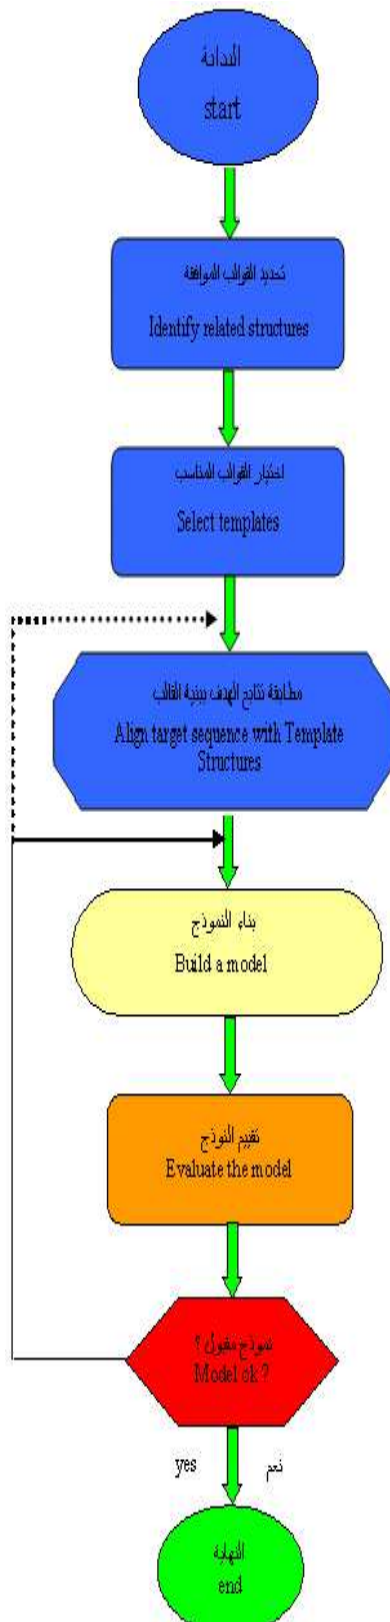 البداية
start
تحديد القوالب الموافقة
Identify related structures
اختيار القوالب المناسب
Select templates
مطابقة تتابع الهدف ببنية القالب
Align target sequence with Template
Structures
بناء النموذج
Build a model
تقييم النوذج
Evaluate the model
نموذج مقبول ؟
Model ok ?
yes نعم
النهاية
end